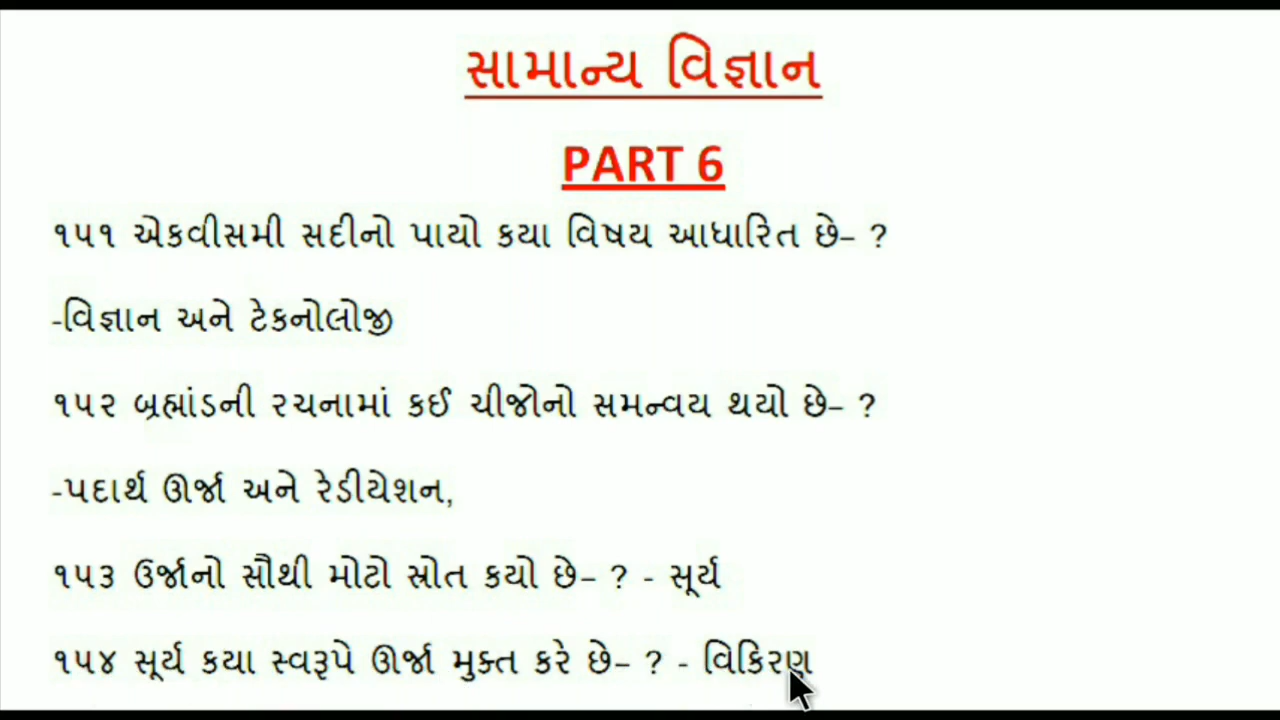 સામાન્ય વિજ્ઞાન
PART 6
૧૫૧ એકવીસમી સદીનો પાયો કયા વિષય આધારિત છે– ?
-વિજ્ઞાન અને ટેકનોલોજી
૧૫૨ બ્રહ્માંડની રચનામાં કઈ ચીજોનો સમન્વય થયો છે– ?
-પદાર્થ ઊર્જા અને રેડીયેશન,
૧૫૩ ઉર્જાનો સૌથી મોટો સ્રોત કયો છે– ? - સૂર્ય
૧૫૪ સૂર્ય કયા સ્વરૂપે ઊર્જા મુક્ત કરે છે– ? - વિકિરણ